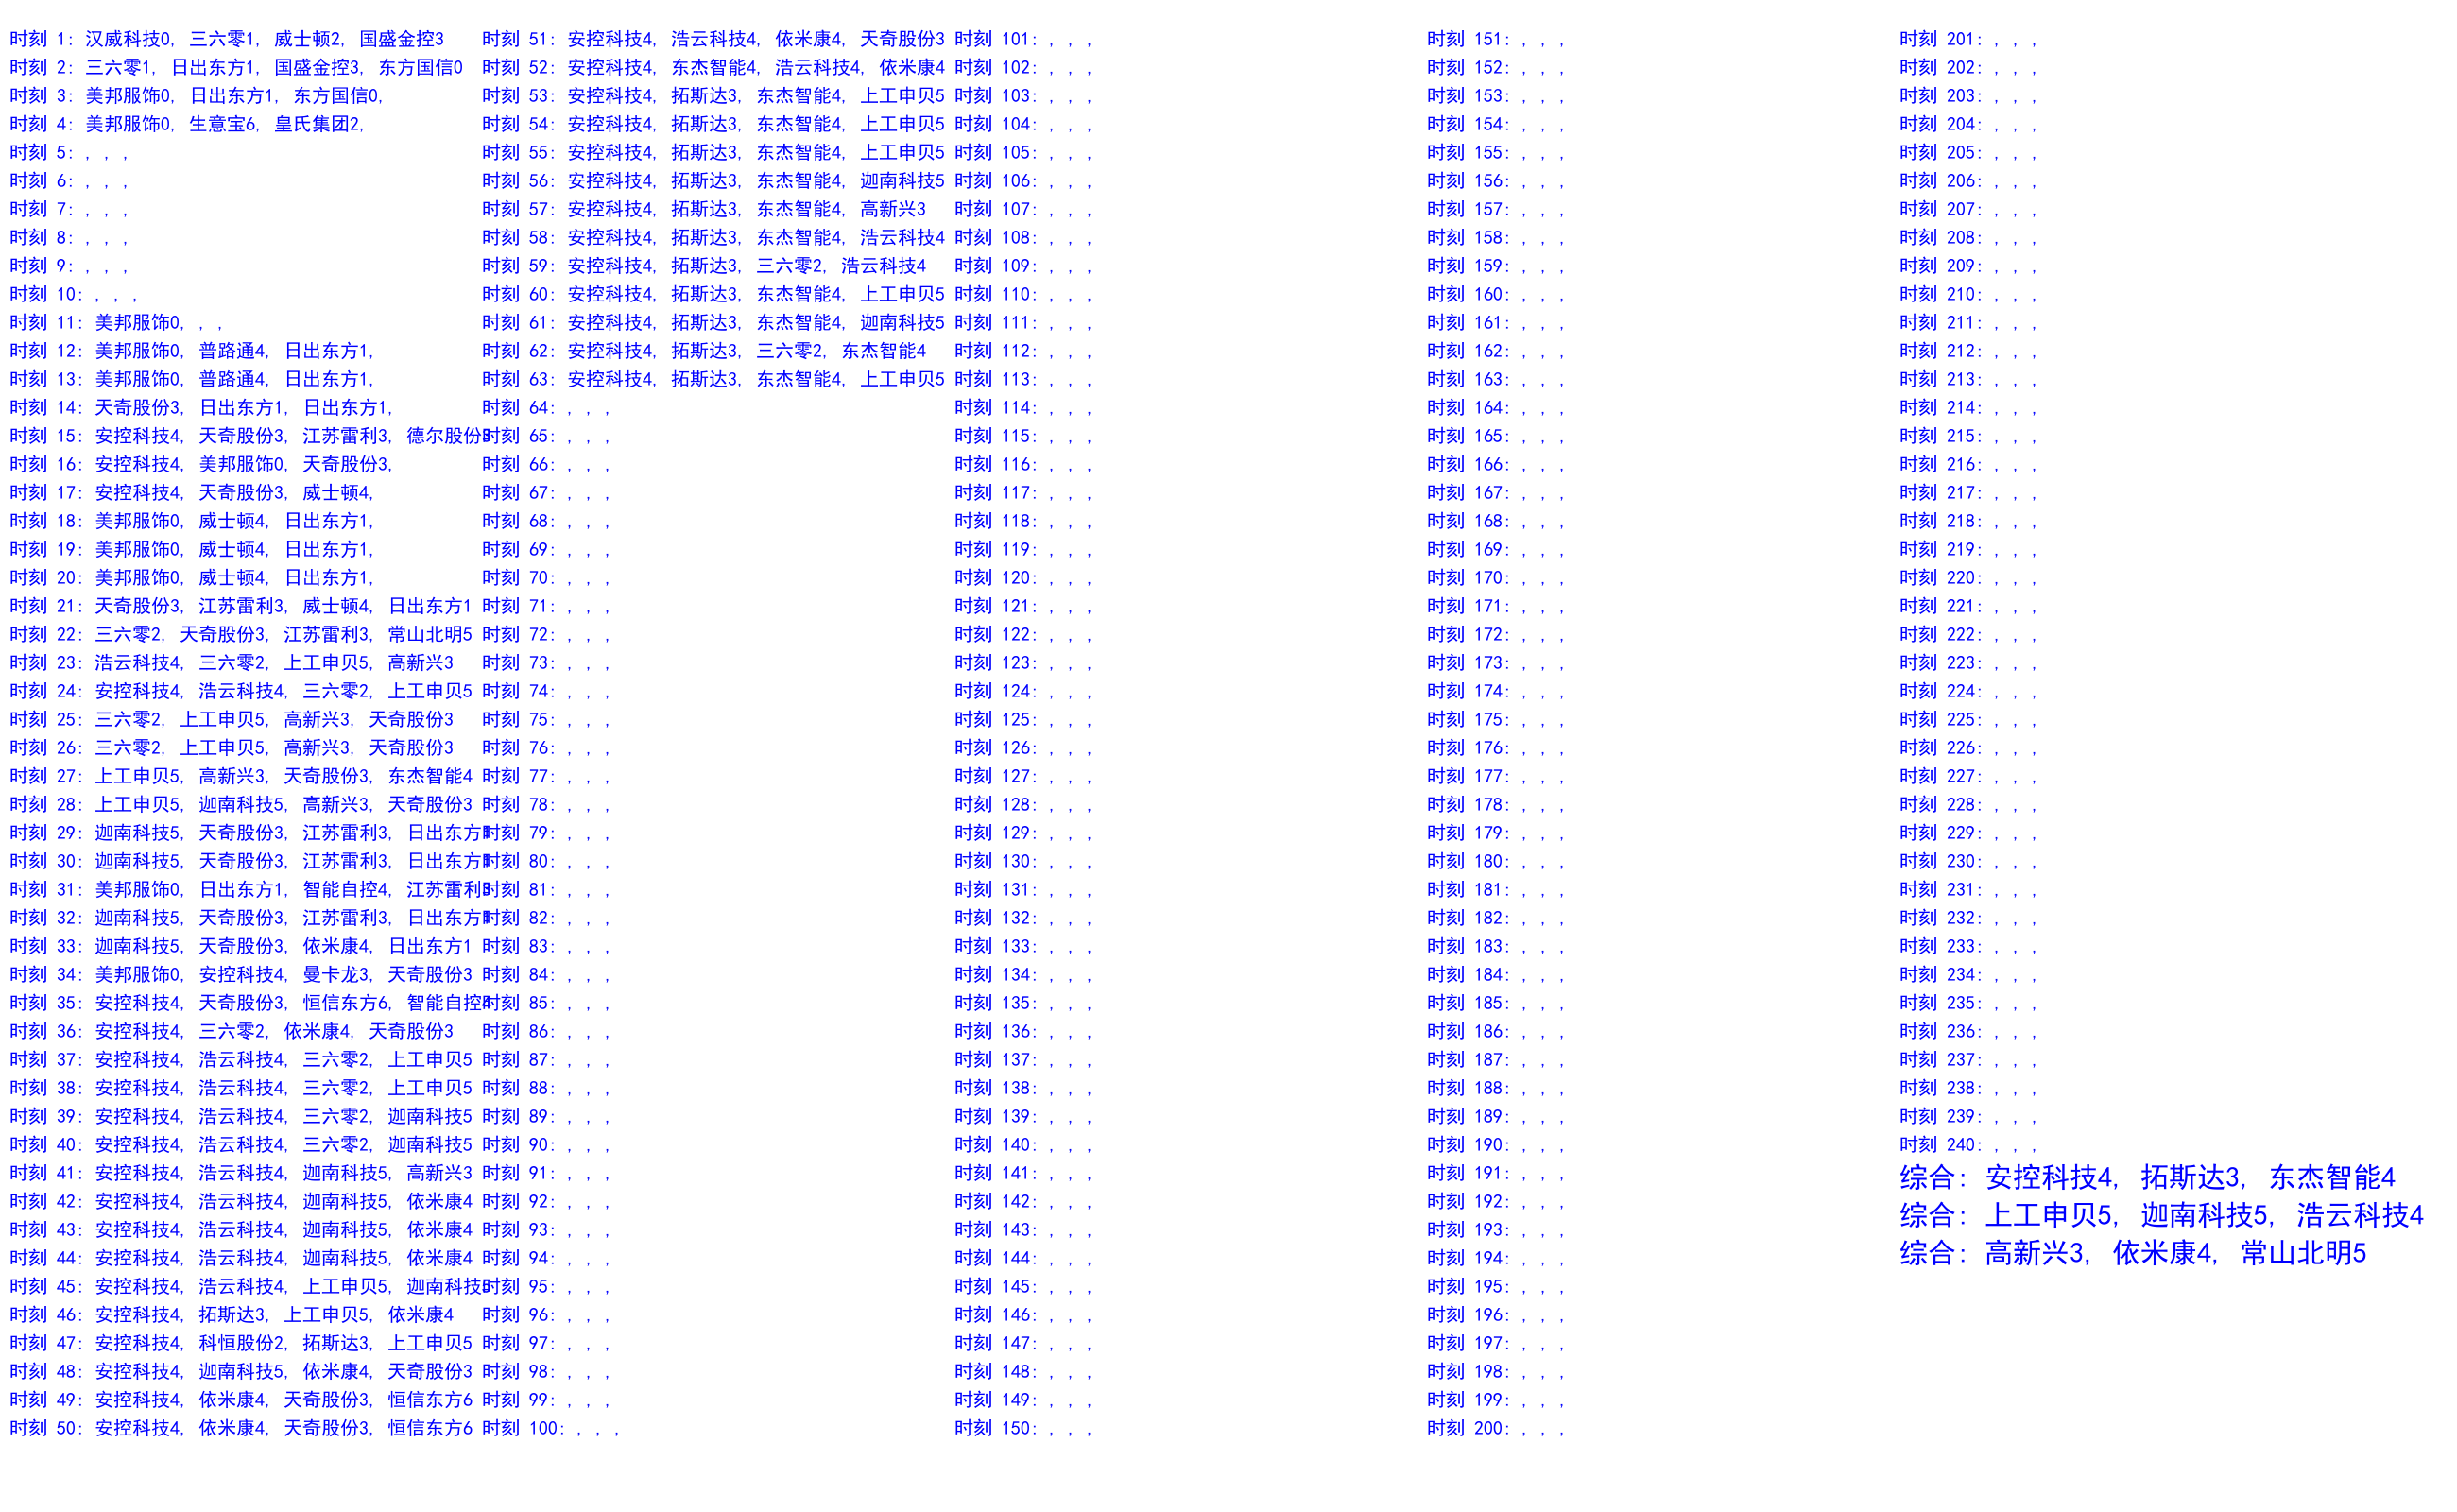 时刻 1: 汉威科技0, 三六零1, 威士顿2, 国盛金控3
时刻 2: 三六零1, 日出东方1, 国盛金控3, 东方国信0
时刻 3: 美邦服饰0, 日出东方1, 东方国信0,
时刻 4: 美邦服饰0, 生意宝6, 皇氏集团2,
时刻 5: , , ,
时刻 6: , , ,
时刻 7: , , ,
时刻 8: , , ,
时刻 9: , , ,
时刻 10: , , ,
时刻 11: 美邦服饰0, , ,
时刻 12: 美邦服饰0, 普路通4, 日出东方1,
时刻 13: 美邦服饰0, 普路通4, 日出东方1,
时刻 14: 天奇股份3, 日出东方1, 日出东方1,
时刻 15: 安控科技4, 天奇股份3, 江苏雷利3, 德尔股份3
时刻 16: 安控科技4, 美邦服饰0, 天奇股份3,
时刻 17: 安控科技4, 天奇股份3, 威士顿4,
时刻 18: 美邦服饰0, 威士顿4, 日出东方1,
时刻 19: 美邦服饰0, 威士顿4, 日出东方1,
时刻 20: 美邦服饰0, 威士顿4, 日出东方1,
时刻 21: 天奇股份3, 江苏雷利3, 威士顿4, 日出东方1
时刻 22: 三六零2, 天奇股份3, 江苏雷利3, 常山北明5
时刻 23: 浩云科技4, 三六零2, 上工申贝5, 高新兴3
时刻 24: 安控科技4, 浩云科技4, 三六零2, 上工申贝5
时刻 25: 三六零2, 上工申贝5, 高新兴3, 天奇股份3
时刻 26: 三六零2, 上工申贝5, 高新兴3, 天奇股份3
时刻 27: 上工申贝5, 高新兴3, 天奇股份3, 东杰智能4
时刻 28: 上工申贝5, 迦南科技5, 高新兴3, 天奇股份3
时刻 29: 迦南科技5, 天奇股份3, 江苏雷利3, 日出东方1
时刻 30: 迦南科技5, 天奇股份3, 江苏雷利3, 日出东方1
时刻 31: 美邦服饰0, 日出东方1, 智能自控4, 江苏雷利3
时刻 32: 迦南科技5, 天奇股份3, 江苏雷利3, 日出东方1
时刻 33: 迦南科技5, 天奇股份3, 依米康4, 日出东方1
时刻 34: 美邦服饰0, 安控科技4, 曼卡龙3, 天奇股份3
时刻 35: 安控科技4, 天奇股份3, 恒信东方6, 智能自控4
时刻 36: 安控科技4, 三六零2, 依米康4, 天奇股份3
时刻 37: 安控科技4, 浩云科技4, 三六零2, 上工申贝5
时刻 38: 安控科技4, 浩云科技4, 三六零2, 上工申贝5
时刻 39: 安控科技4, 浩云科技4, 三六零2, 迦南科技5
时刻 40: 安控科技4, 浩云科技4, 三六零2, 迦南科技5
时刻 41: 安控科技4, 浩云科技4, 迦南科技5, 高新兴3
时刻 42: 安控科技4, 浩云科技4, 迦南科技5, 依米康4
时刻 43: 安控科技4, 浩云科技4, 迦南科技5, 依米康4
时刻 44: 安控科技4, 浩云科技4, 迦南科技5, 依米康4
时刻 45: 安控科技4, 浩云科技4, 上工申贝5, 迦南科技5
时刻 46: 安控科技4, 拓斯达3, 上工申贝5, 依米康4
时刻 47: 安控科技4, 科恒股份2, 拓斯达3, 上工申贝5
时刻 48: 安控科技4, 迦南科技5, 依米康4, 天奇股份3
时刻 49: 安控科技4, 依米康4, 天奇股份3, 恒信东方6
时刻 50: 安控科技4, 依米康4, 天奇股份3, 恒信东方6
时刻 51: 安控科技4, 浩云科技4, 依米康4, 天奇股份3
时刻 52: 安控科技4, 东杰智能4, 浩云科技4, 依米康4
时刻 53: 安控科技4, 拓斯达3, 东杰智能4, 上工申贝5
时刻 54: 安控科技4, 拓斯达3, 东杰智能4, 上工申贝5
时刻 55: 安控科技4, 拓斯达3, 东杰智能4, 上工申贝5
时刻 56: 安控科技4, 拓斯达3, 东杰智能4, 迦南科技5
时刻 57: 安控科技4, 拓斯达3, 东杰智能4, 高新兴3
时刻 58: 安控科技4, 拓斯达3, 东杰智能4, 浩云科技4
时刻 59: 安控科技4, 拓斯达3, 三六零2, 浩云科技4
时刻 60: 安控科技4, 拓斯达3, 东杰智能4, 上工申贝5
时刻 61: 安控科技4, 拓斯达3, 东杰智能4, 迦南科技5
时刻 62: 安控科技4, 拓斯达3, 三六零2, 东杰智能4
时刻 63: 安控科技4, 拓斯达3, 东杰智能4, 上工申贝5
时刻 64: , , ,
时刻 65: , , ,
时刻 66: , , ,
时刻 67: , , ,
时刻 68: , , ,
时刻 69: , , ,
时刻 70: , , ,
时刻 71: , , ,
时刻 72: , , ,
时刻 73: , , ,
时刻 74: , , ,
时刻 75: , , ,
时刻 76: , , ,
时刻 77: , , ,
时刻 78: , , ,
时刻 79: , , ,
时刻 80: , , ,
时刻 81: , , ,
时刻 82: , , ,
时刻 83: , , ,
时刻 84: , , ,
时刻 85: , , ,
时刻 86: , , ,
时刻 87: , , ,
时刻 88: , , ,
时刻 89: , , ,
时刻 90: , , ,
时刻 91: , , ,
时刻 92: , , ,
时刻 93: , , ,
时刻 94: , , ,
时刻 95: , , ,
时刻 96: , , ,
时刻 97: , , ,
时刻 98: , , ,
时刻 99: , , ,
时刻 100: , , ,
时刻 101: , , ,
时刻 102: , , ,
时刻 103: , , ,
时刻 104: , , ,
时刻 105: , , ,
时刻 106: , , ,
时刻 107: , , ,
时刻 108: , , ,
时刻 109: , , ,
时刻 110: , , ,
时刻 111: , , ,
时刻 112: , , ,
时刻 113: , , ,
时刻 114: , , ,
时刻 115: , , ,
时刻 116: , , ,
时刻 117: , , ,
时刻 118: , , ,
时刻 119: , , ,
时刻 120: , , ,
时刻 121: , , ,
时刻 122: , , ,
时刻 123: , , ,
时刻 124: , , ,
时刻 125: , , ,
时刻 126: , , ,
时刻 127: , , ,
时刻 128: , , ,
时刻 129: , , ,
时刻 130: , , ,
时刻 131: , , ,
时刻 132: , , ,
时刻 133: , , ,
时刻 134: , , ,
时刻 135: , , ,
时刻 136: , , ,
时刻 137: , , ,
时刻 138: , , ,
时刻 139: , , ,
时刻 140: , , ,
时刻 141: , , ,
时刻 142: , , ,
时刻 143: , , ,
时刻 144: , , ,
时刻 145: , , ,
时刻 146: , , ,
时刻 147: , , ,
时刻 148: , , ,
时刻 149: , , ,
时刻 150: , , ,
时刻 151: , , ,
时刻 152: , , ,
时刻 153: , , ,
时刻 154: , , ,
时刻 155: , , ,
时刻 156: , , ,
时刻 157: , , ,
时刻 158: , , ,
时刻 159: , , ,
时刻 160: , , ,
时刻 161: , , ,
时刻 162: , , ,
时刻 163: , , ,
时刻 164: , , ,
时刻 165: , , ,
时刻 166: , , ,
时刻 167: , , ,
时刻 168: , , ,
时刻 169: , , ,
时刻 170: , , ,
时刻 171: , , ,
时刻 172: , , ,
时刻 173: , , ,
时刻 174: , , ,
时刻 175: , , ,
时刻 176: , , ,
时刻 177: , , ,
时刻 178: , , ,
时刻 179: , , ,
时刻 180: , , ,
时刻 181: , , ,
时刻 182: , , ,
时刻 183: , , ,
时刻 184: , , ,
时刻 185: , , ,
时刻 186: , , ,
时刻 187: , , ,
时刻 188: , , ,
时刻 189: , , ,
时刻 190: , , ,
时刻 191: , , ,
时刻 192: , , ,
时刻 193: , , ,
时刻 194: , , ,
时刻 195: , , ,
时刻 196: , , ,
时刻 197: , , ,
时刻 198: , , ,
时刻 199: , , ,
时刻 200: , , ,
时刻 201: , , ,
时刻 202: , , ,
时刻 203: , , ,
时刻 204: , , ,
时刻 205: , , ,
时刻 206: , , ,
时刻 207: , , ,
时刻 208: , , ,
时刻 209: , , ,
时刻 210: , , ,
时刻 211: , , ,
时刻 212: , , ,
时刻 213: , , ,
时刻 214: , , ,
时刻 215: , , ,
时刻 216: , , ,
时刻 217: , , ,
时刻 218: , , ,
时刻 219: , , ,
时刻 220: , , ,
时刻 221: , , ,
时刻 222: , , ,
时刻 223: , , ,
时刻 224: , , ,
时刻 225: , , ,
时刻 226: , , ,
时刻 227: , , ,
时刻 228: , , ,
时刻 229: , , ,
时刻 230: , , ,
时刻 231: , , ,
时刻 232: , , ,
时刻 233: , , ,
时刻 234: , , ,
时刻 235: , , ,
时刻 236: , , ,
时刻 237: , , ,
时刻 238: , , ,
时刻 239: , , ,
时刻 240: , , ,
综合: 安控科技4, 拓斯达3, 东杰智能4
综合: 上工申贝5, 迦南科技5, 浩云科技4
综合: 高新兴3, 依米康4, 常山北明5